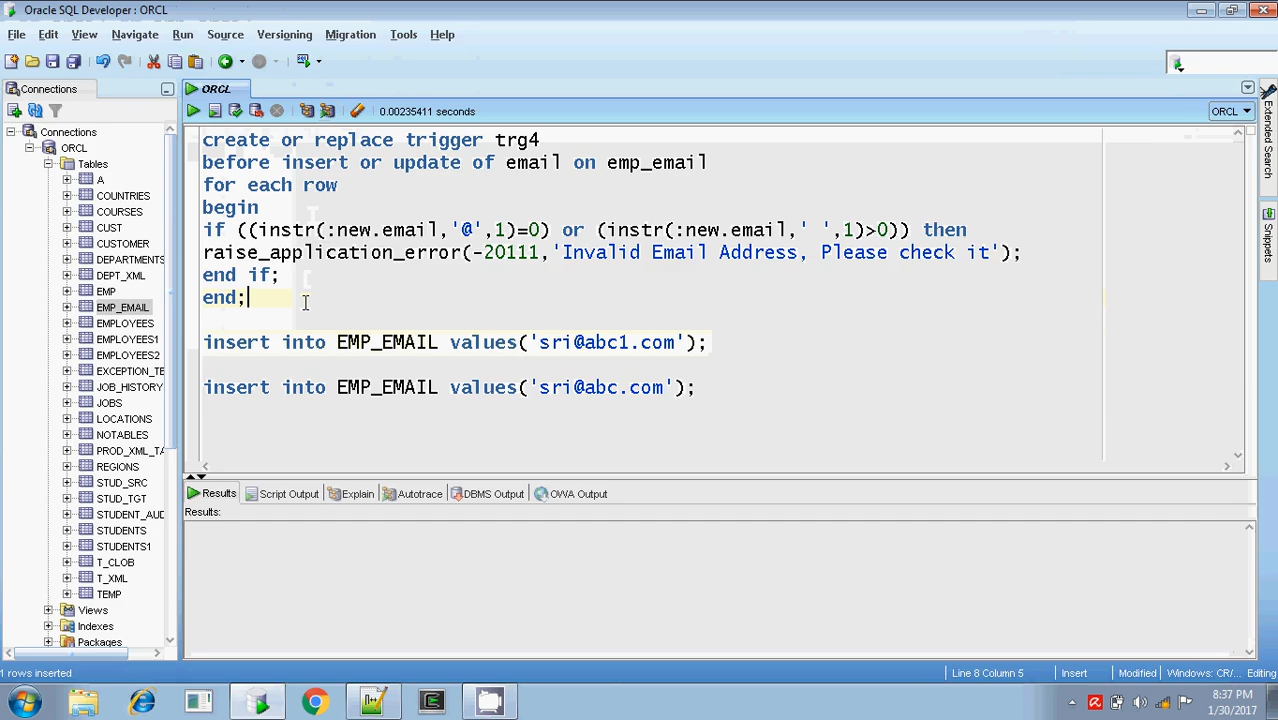 Oracle SQL Developer : ORCL
File Edit View Navigate Run Source Versioning Migration Tools Help
Connections
ORCL
0.00235411 seconds
ORCL
Connections
ORCL
Tables
A
COUNTRIES
COURSES
CUST
CUSTOMER
DEPARTMENTS
DEPT_XML
EMP
EMP_EMAIL
EMPLOYEES
EMPLOYEES1
EMPLOYEES2
EXCEPTION_TE
JOB_HISTORY
JOBS
LOCATIONS
NOTABLES
PROD_XML_TA
REGIONS
STUD_SRC
STUD_TGT
STUDENT_AUD
STUDENTS
STUDENTS1
T_CLOB
T_XML
TEMP
Views
Indexes
Packages
create or replace trigger trg4
before insert or update of email on emp_email
for each row
begin
if ((instr(:new.email,'@',1)=0) or (instr(:new.email,' ',1)>0)) then
raise_application_error(-20111,'Invalid Email Address, Please check it');
end if;
end;
insert into EMP_EMAIL values('sri@abc1.com');
insert into EMP_EMAIL values('sri@abc.com');
Extended Search
Snippets
Results Script Output Explain Autotrace DBMS Output OWA Output
Results:
1 rows inserted
Line 8 Column 5 Insert Modified Windows: CR/... Editing
8:37 PM
1/30/2017